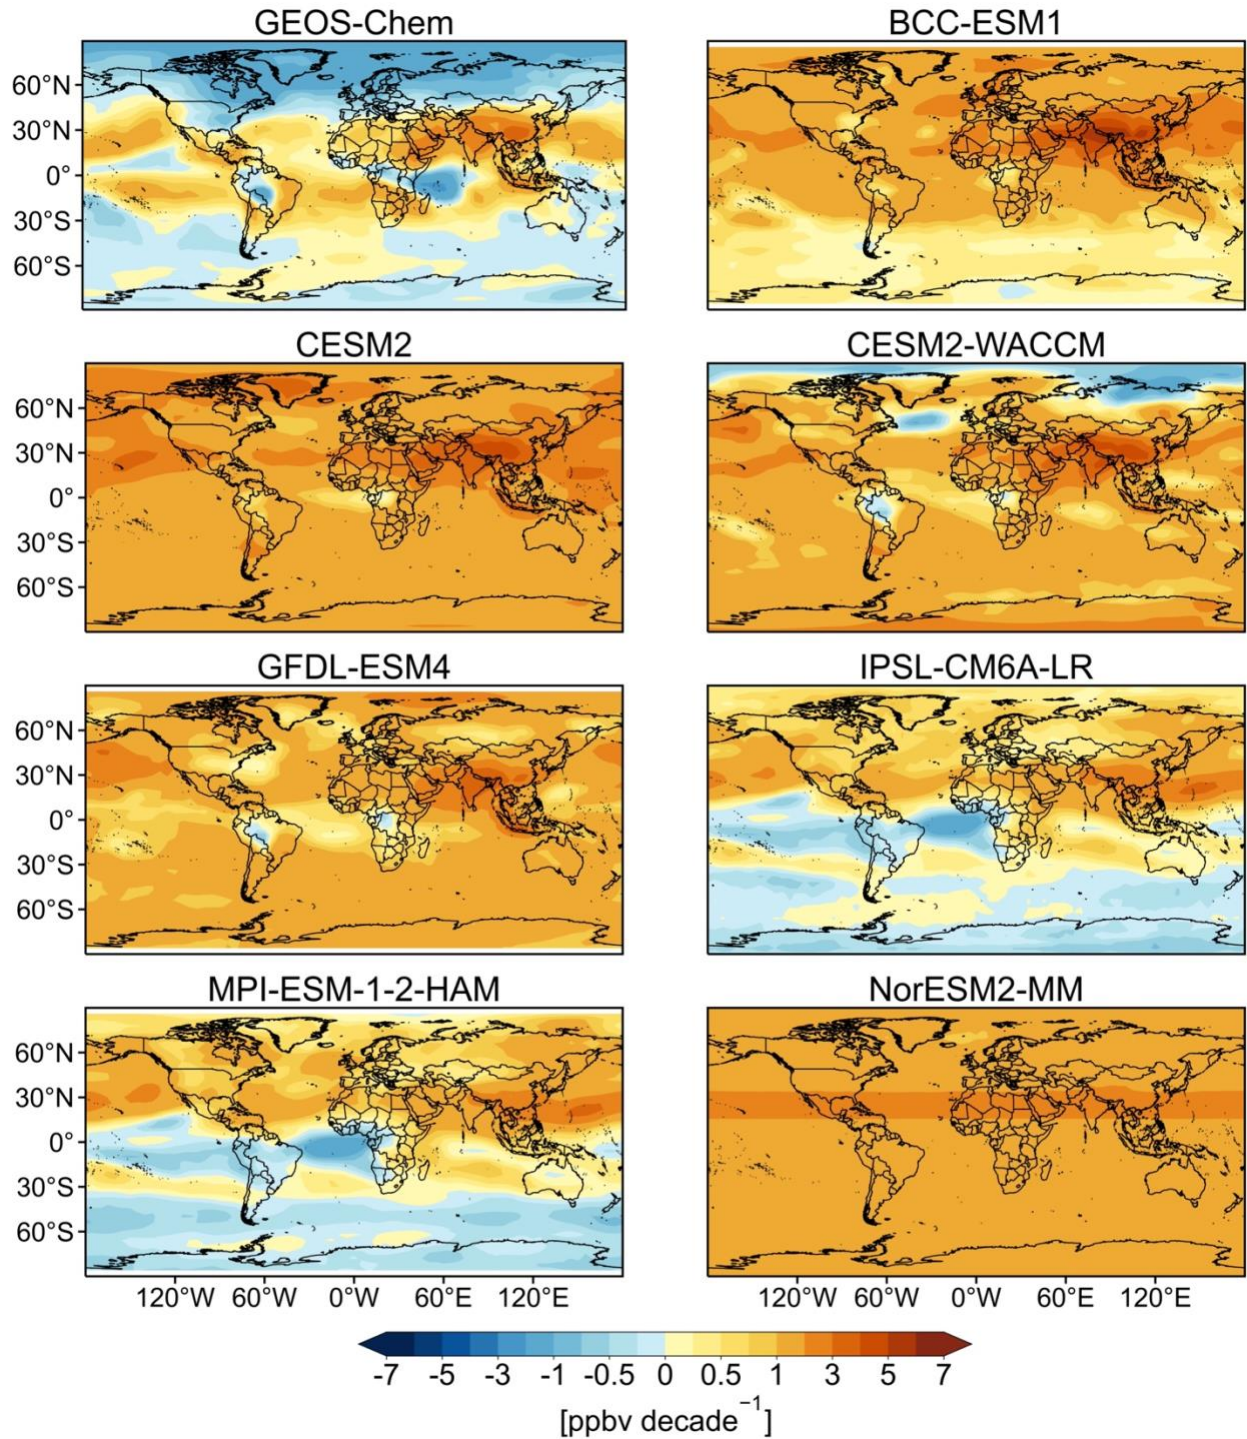 GEOS-Chem
BCC-ESM1
60°N
30°N
0°
30°S
60°S
CESM2
CESM2-WACCM
60°N
30°N
0°
30°S
60°S
GFDL-ESM4
IPSL-CM6A-LR
60°N
30°N
0°
30°S
60°S
MPI-ESM-1-2-HAM
NorESM2-MM
60°N
30°N
0°
30°S
60°S
120°W 60°W 0°W 60°E 120°E
120°W 60°W 0°W 60°E 120°E
-7 -5 -3 -1 -0.5 0 0.5 1 3 5 7
[ppbv decade⁻¹]